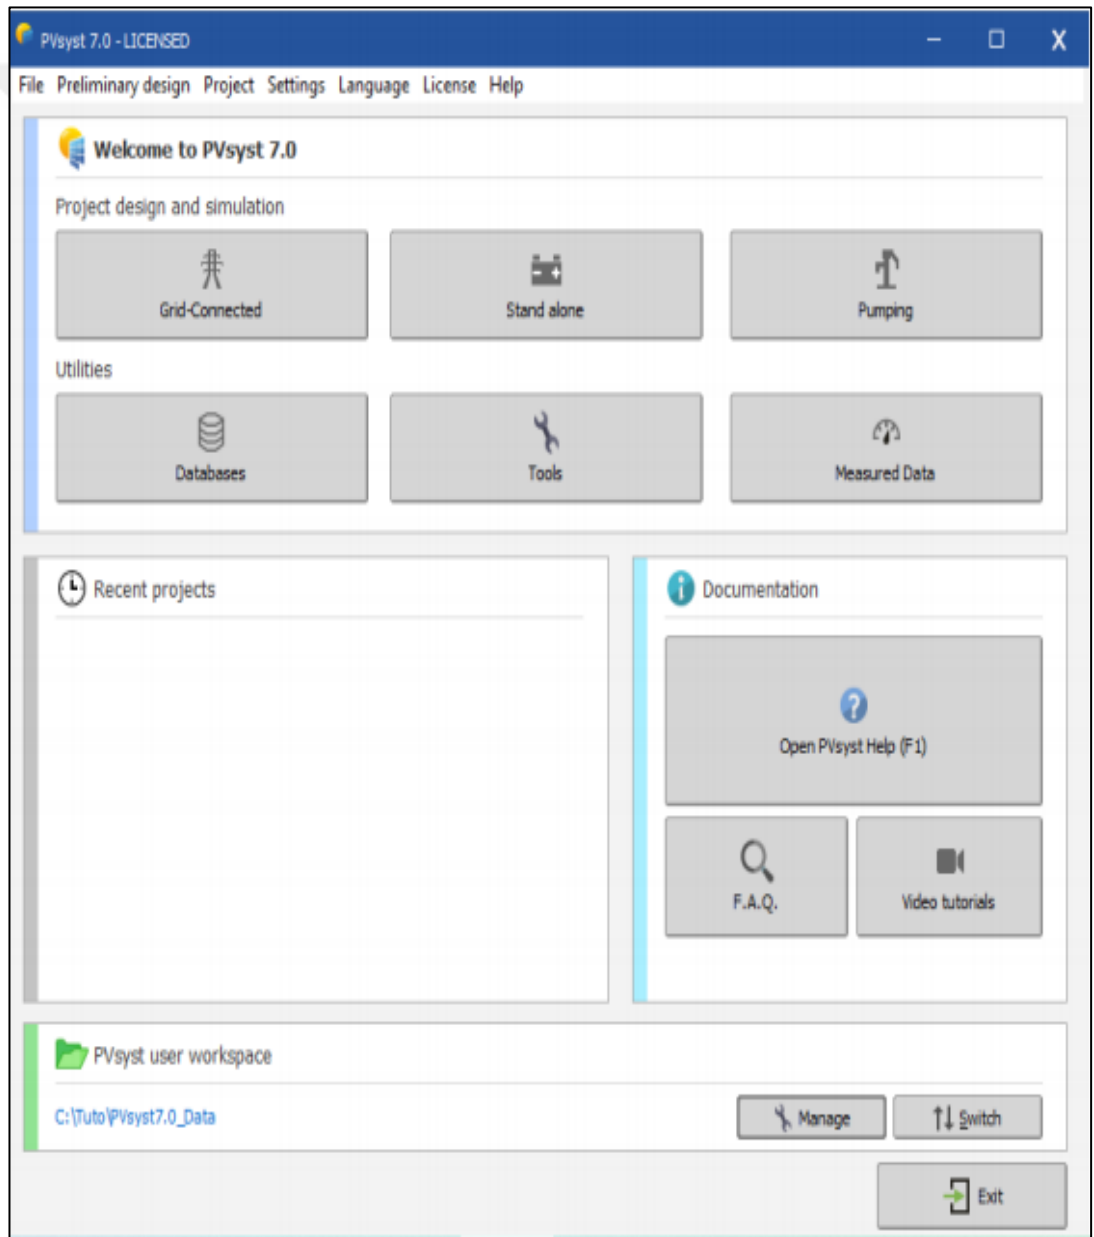 PVsyst 7.0 - LICENSED
File Preliminary design Project Settings Language License Help
Welcome to PVsyst 7.0
Project design and simulation
Grid-Connected Stand alone Pumping
Utilities
Databases Tools Measured Data
Recent projects
Documentation
Open PVsyst Help (F1)
F.A.Q. Video tutorials
PVsyst user workspace
C:\Tuto\PVsyst7.0_Data Manage Switch
Exit